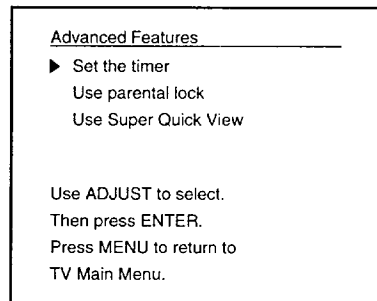 Advanced Features
Set the timer
Use parental lock
Use Super Quick View
Use ADJUST to select.
Then press ENTER.
Press MENU to return to
TV Main Menu.